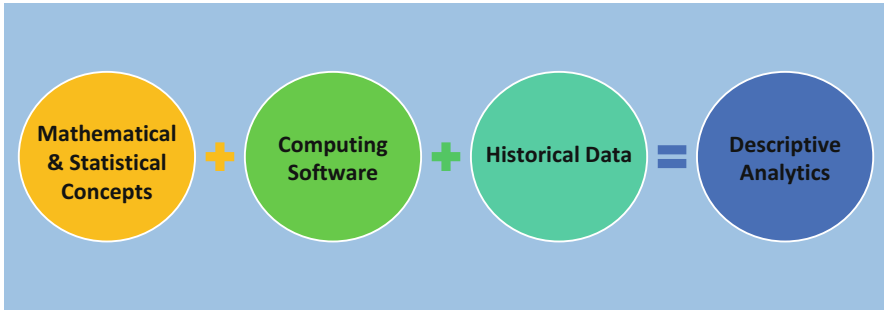 Mathematical
& Statistical
Concepts
+
Computing
Software
+
Historical Data
=
Descriptive
Analytics